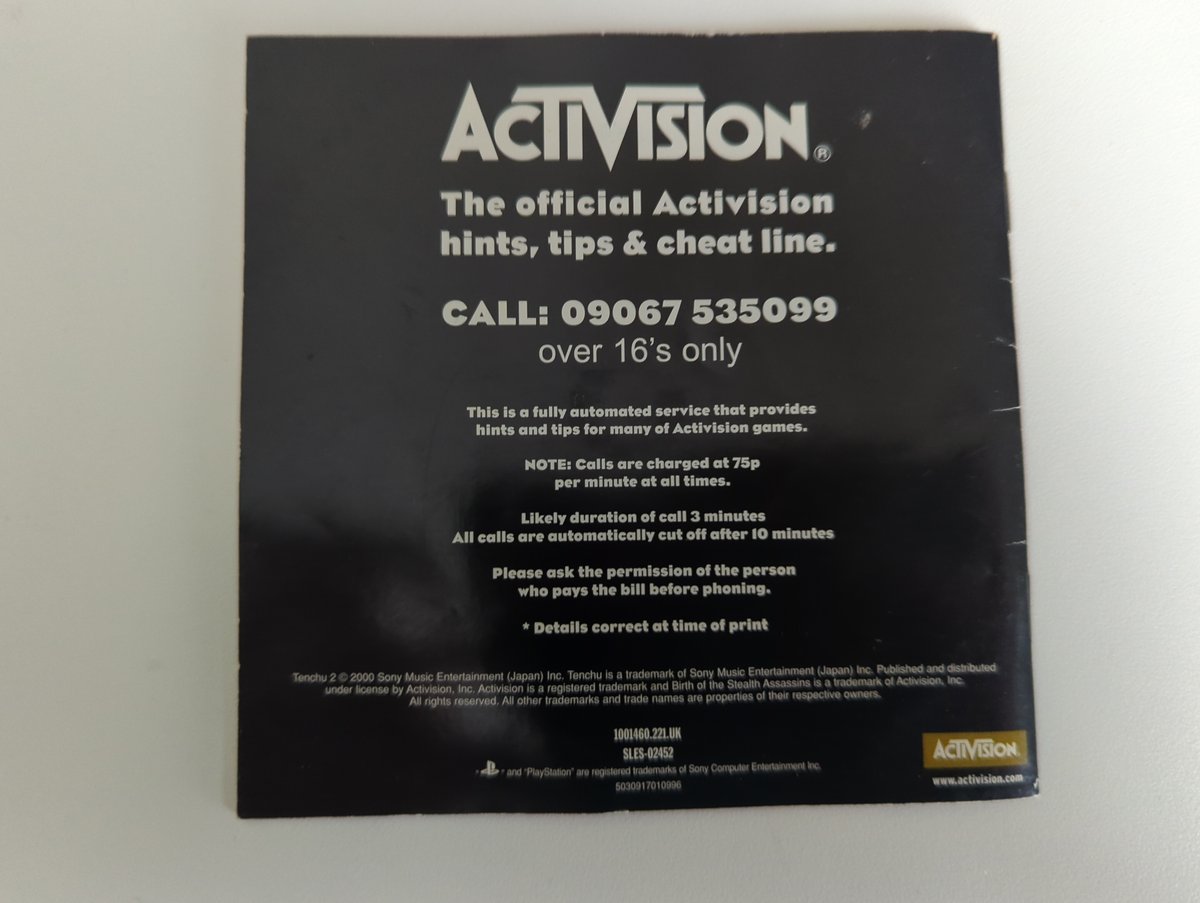 ACTIVISION®
The official Activision
hints, tips & cheat line.
CALL: 09067 535099
over 16's only
This is a fully automated service that provides
hints and tips for many of Activision games.
NOTE: Calls are charged at 75p
per minute at all times.
Likely duration of call 3 minutes
All calls are automatically cut off after 10 minutes
Please ask the permission of the person
who pays the bill before phoning.
* Details correct at time of print
Tenchu 2 © 2000 Sony Music Entertainment (Japan) Inc. Tenchu is a trademark of Sony Music Entertainment (Japan) Inc. Published and distributed
under license by Activision, Inc. Activision is a registered trademark and Birth of the Stealth Assassins is a trademark of Activision, Inc.
All rights reserved. All other trademarks and trade names are properties of their respective owners.
1001460.221.UK
SLES-02452
" " and "PlayStation" are registered trademarks of Sony Computer Entertainment Inc.
5030917010996
ACTIVISION
www.activision.com